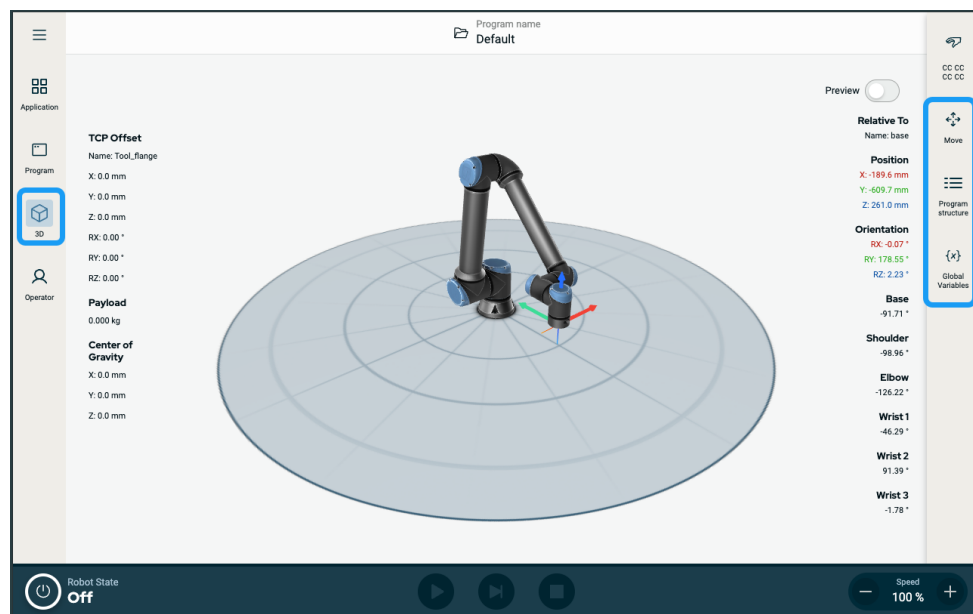 Program name
Default
Application
Program
3D
Operator
TCP Offset
Name: Tool_flange
X: 0.0 mm
Y: 0.0 mm
Z: 0.0 mm
RX: 0.00 °
RY: 0.00 °
RZ: 0.00 °
Payload
0.000 kg
Center of
Gravity
X: 0.0 mm
Y: 0.0 mm
Z: 0.0 mm
Preview
Relative To
Name: base
Position
X: -189.6 mm
Y: -609.7 mm
Z: 261.0 mm
Orientation
RX: -0.07 °
RY: 178.55 °
RZ: 2.23 °
Base
-91.71 °
Shoulder
-98.96 °
Elbow
-126.22 °
Wrist 1
-46.29 °
Wrist 2
91.39 °
Wrist 3
-1.78 °
CC CC
CC CC
Move
Program
structure
{x}
Global
Variables
Robot State
Off
Speed
100 %